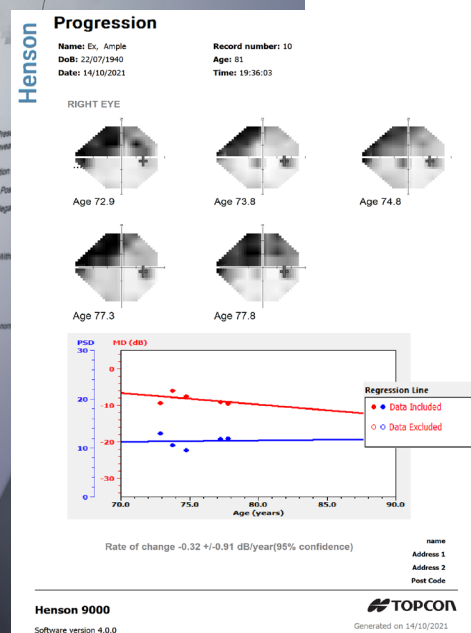 Henson
Progression
Name: Ex, Ample
Record number: 10
DoB: 22/07/1940
Age: 81
Date: 14/10/2021
Time: 19:36:03
RIGHT EYE
Age 72.9
Age 73.8
Age 74.8
Age 77.3
Age 77.8
PSD MD (dB)
30
20
10
0
0
-10
-20
-30
70.0 75.0 80.0 85.0 90.0
Age (years)
Regression Line
Data Included
Data Excluded
Rate of change -0.32 +/-0.91 dB/year(95% confidence)
name
Address 1
Address 2
Post Code
Henson 9000
TOPCON
Software version 4.0.0
Generated on 14/10/2021